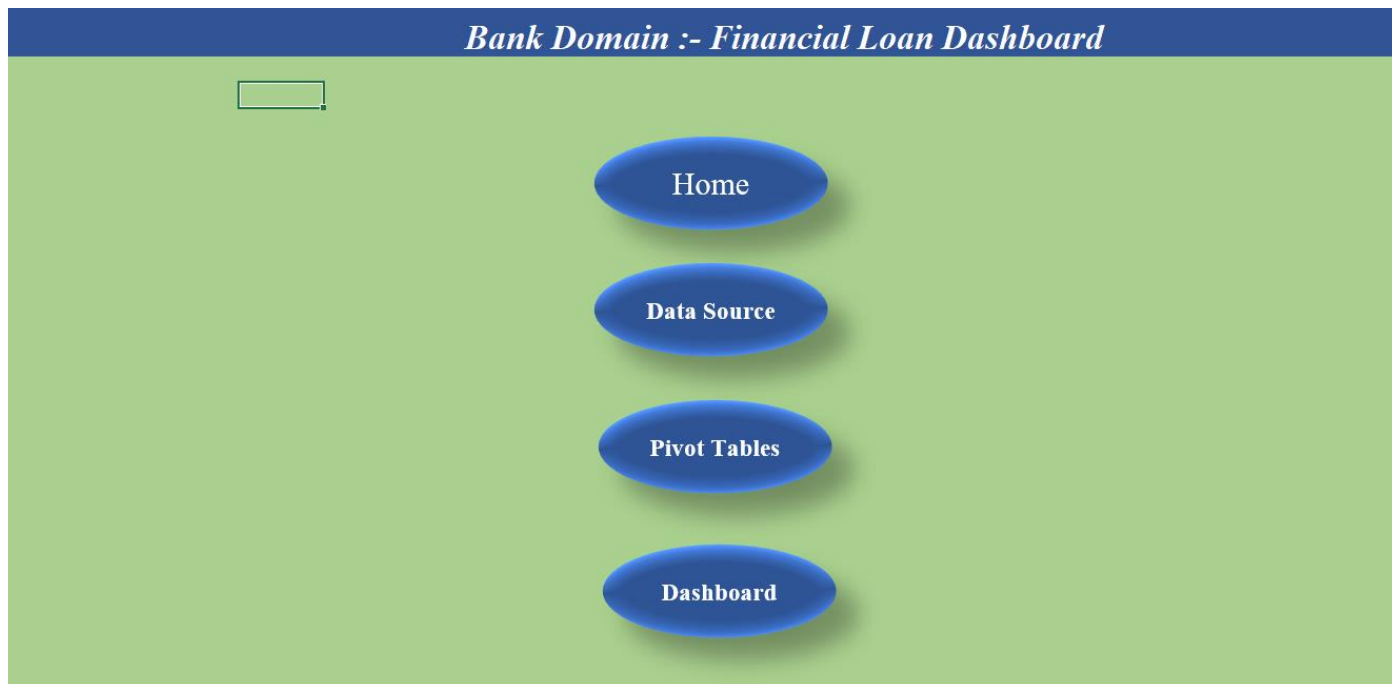 Bank Domain :- Financial Loan Dashboard
Home
Data Source
Pivot Tables
Dashboard